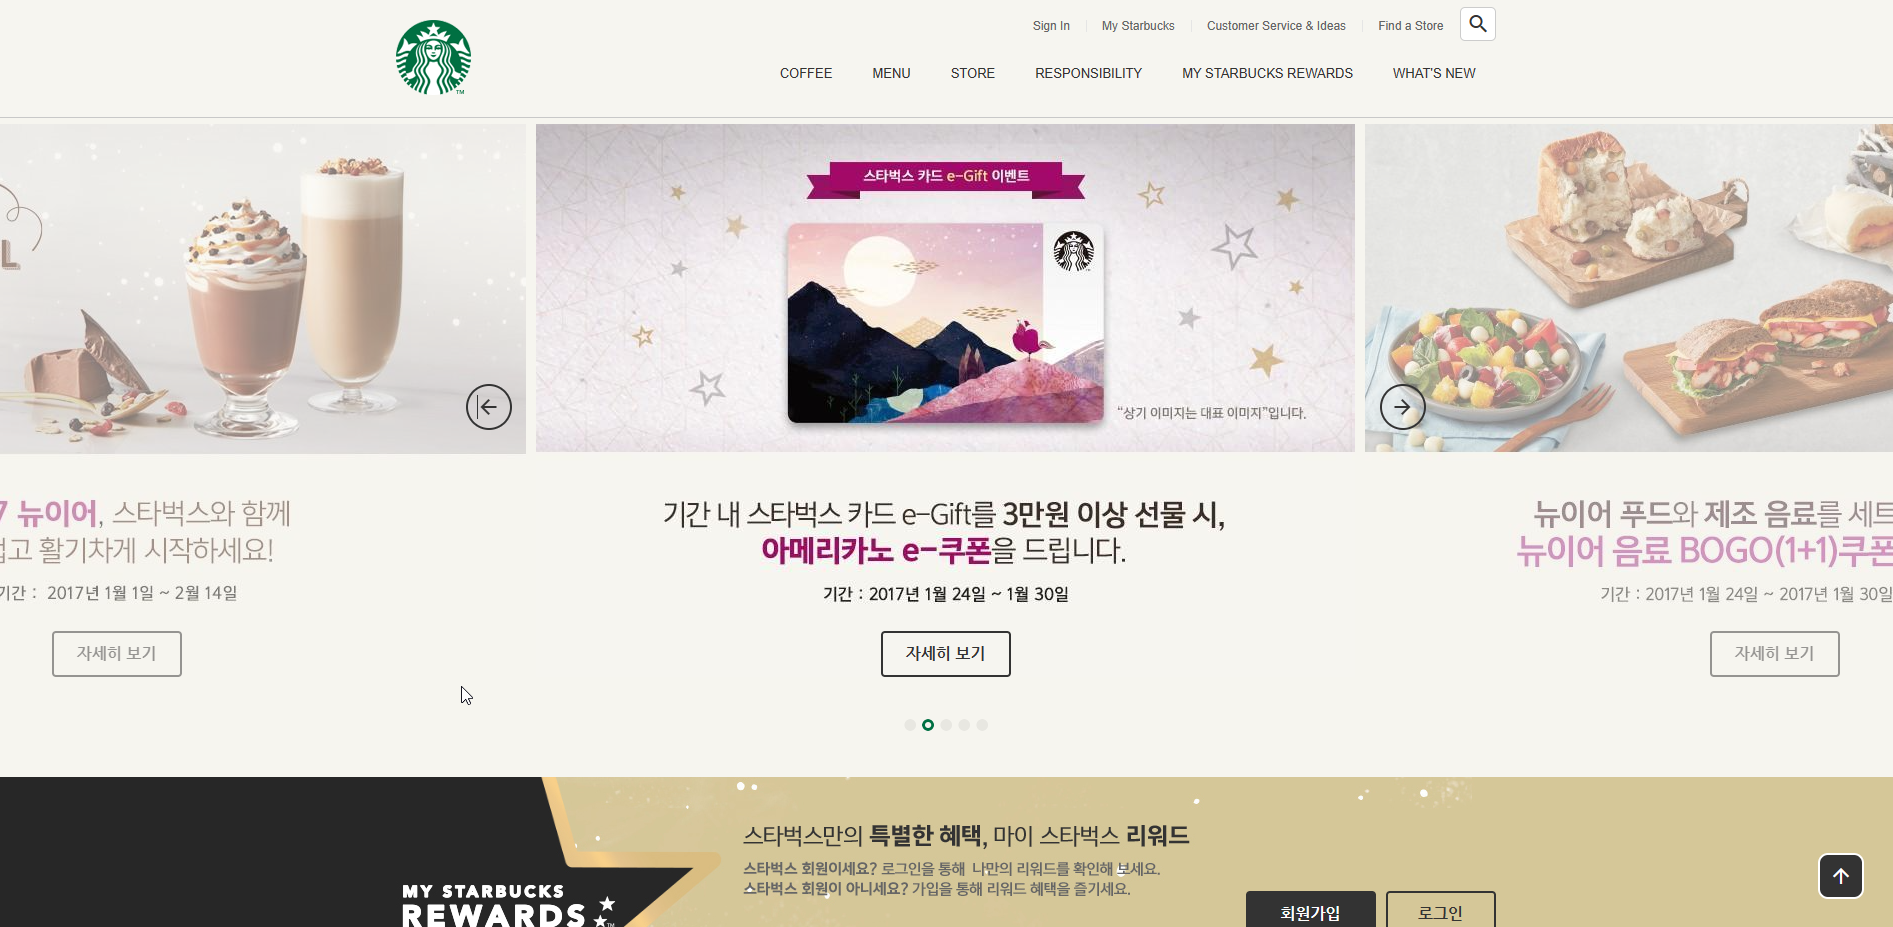 Sign In
My Starbucks
Customer Service & Ideas
Find a Store
COFFEE
MENU
STORE
RESPONSIBILITY
MY STARBUCKS REWARDS
WHAT'S NEW
스타벅스 카드 e-Gift 이벤트
“상기 이미지는 대표 이미지”입니다.
7 뉴이어, 스타벅스와 함께
고 활기차게 시작하세요!
기간 : 2017년 1월 1일 ~ 2월 14일
자세히 보기
기간 내 스타벅스 카드 e-Gift를 3만원 이상 선물 시,
아메리카노 e-쿠폰을 드립니다.
기간 : 2017년 1월 24일 ~ 1월 30일
자세히 보기
뉴이어 푸드와 제조 음료를 세트
뉴이어 음료 BOGO(1+1)쿠폰
기간 : 2017년 1월 24일 ~ 2017년 1월 30일
자세히 보기
MY STARBUCKS
REWARDS
스타벅스만의 특별한 혜택, 마이 스타벅스 리워드
스타벅스 회원이세요? 로그인을 통해 나만의 리워드를 확인해 보세요.
스타벅스 회원이 아니세요? 가입을 통해 리워드 혜택을 즐기세요.
회원가입
로그인